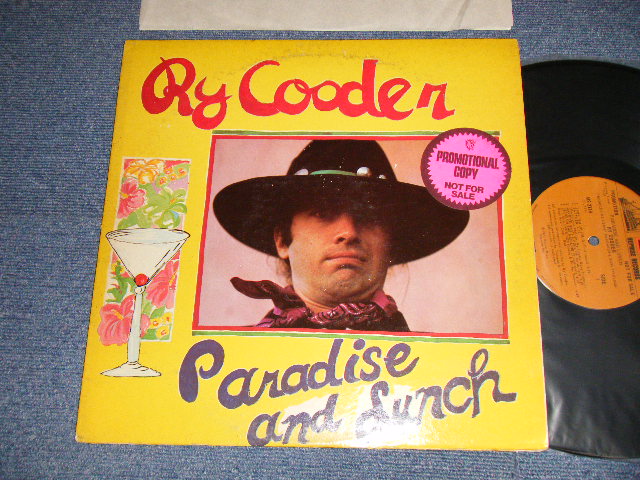 Ry Cooder
PROMOTIONAL
COPY
NOT FOR
SALE
Paradise
and Lunch